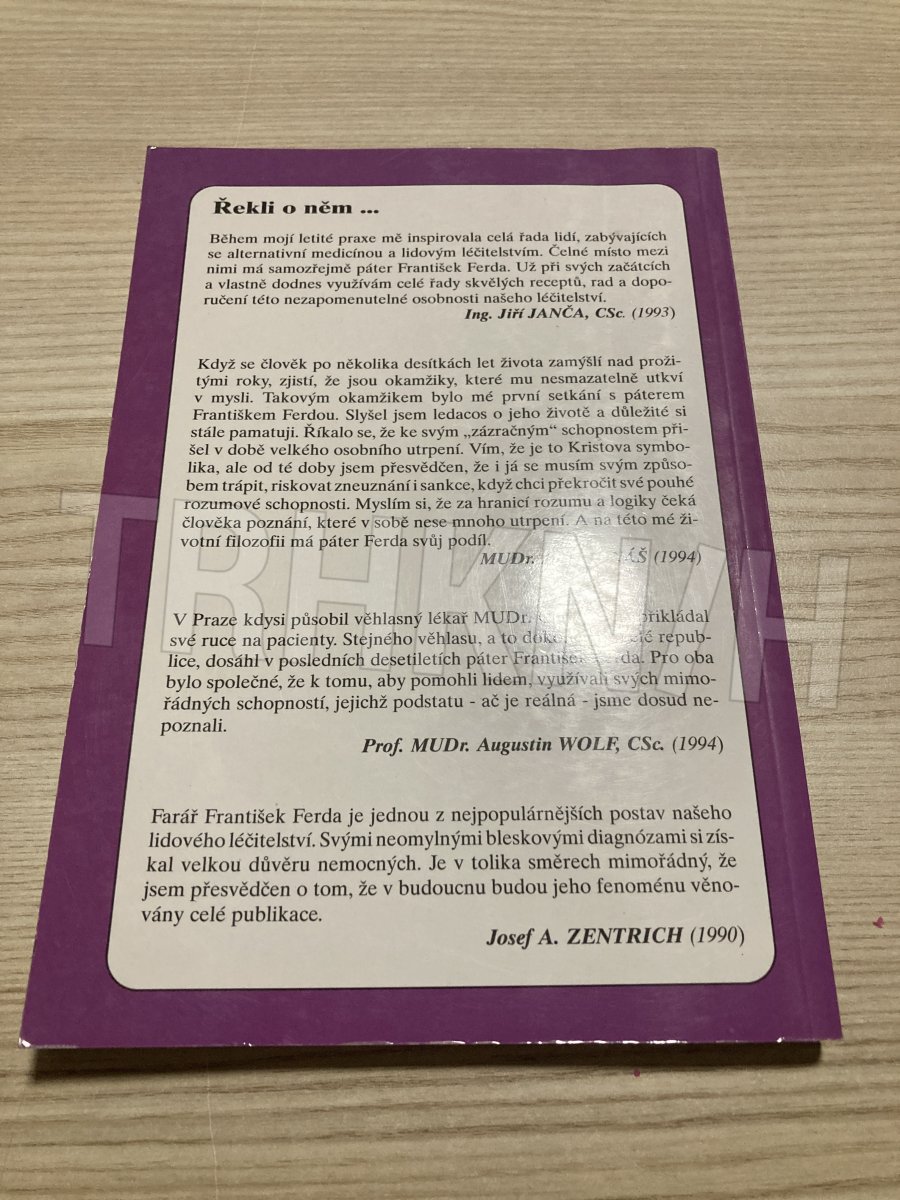 Řekli o něm ...
Během mojí letité praxe mě inspirovala celá řada lidí, zabývajících
se alternativní medicínou a lidovým léčitelstvím. Čelné místo mezi
nimi má samozřejmě páter František Ferda. Už při svých začátcích
a vlastně dodnes využívám celé řady skvělých receptů, rad a dopo-
ručení této nezapomenutelné osobnosti našeho léčitelství.
Ing. Jiří JANČA, CSc. (1993)
Když se člověk po několika desítkách let života zamýšlí nad proži-
tými roky, zjistí, že jsou okamžiky, které mu nesmazatelně utkví
v mysli. Takovým okamžikem bylo mé první setkání s páterem
Františkem Ferdou. Slyšel jsem ledacos o jeho životě a důležité si
stále pamatuji. Říkalo se, že ke svým „zázračným" schopnostem při-
šel v době velkého osobního utrpení. Vím, že je to Kristova symbo-
lika, ale od té doby jsem přesvědčen, že i já se musím svým způso-
bem trápit, riskovat zneuznání i sankce, když chci překročit své pouhé
rozumové schopnosti. Myslím si, že za hranicí rozumu a logiky čeká
člověka poznání, které v sobě nese mnoho utrpení. A na této mé ži-
votní filozofii má páter Ferda svůj podíl.
MUDr. (1994)
V Praze kdysi působil věhlasný lékař MUDr. přikládal
své ruce na pacienty. Stejného věhlasu, a to repub-
lice, dosáhl v posledních desetiletích páter František Ferda. Pro oba
bylo společné, že k tomu, aby pomohli lidem, využívali svých mimo-
řádných schopností, jejichž podstatu - ač je reálná - jsme dosud ne-
poznali.
Prof. MUDr. Augustin WOLF, CSc. (1994)
Farář František Ferda je jednou z nejpopulárnějších postav našeho
lidového léčitelství. Svými neomylnými bleskovými diagnózami si zís-
kal velkou důvěru nemocných. Je v tolika směrech mimořádný, že
jsem přesvědčen o tom, že v budoucnu budou jeho fenoménu věno-
vány celé publikace.
Josef A. ZENTRICH (1990)
TRHKNIH